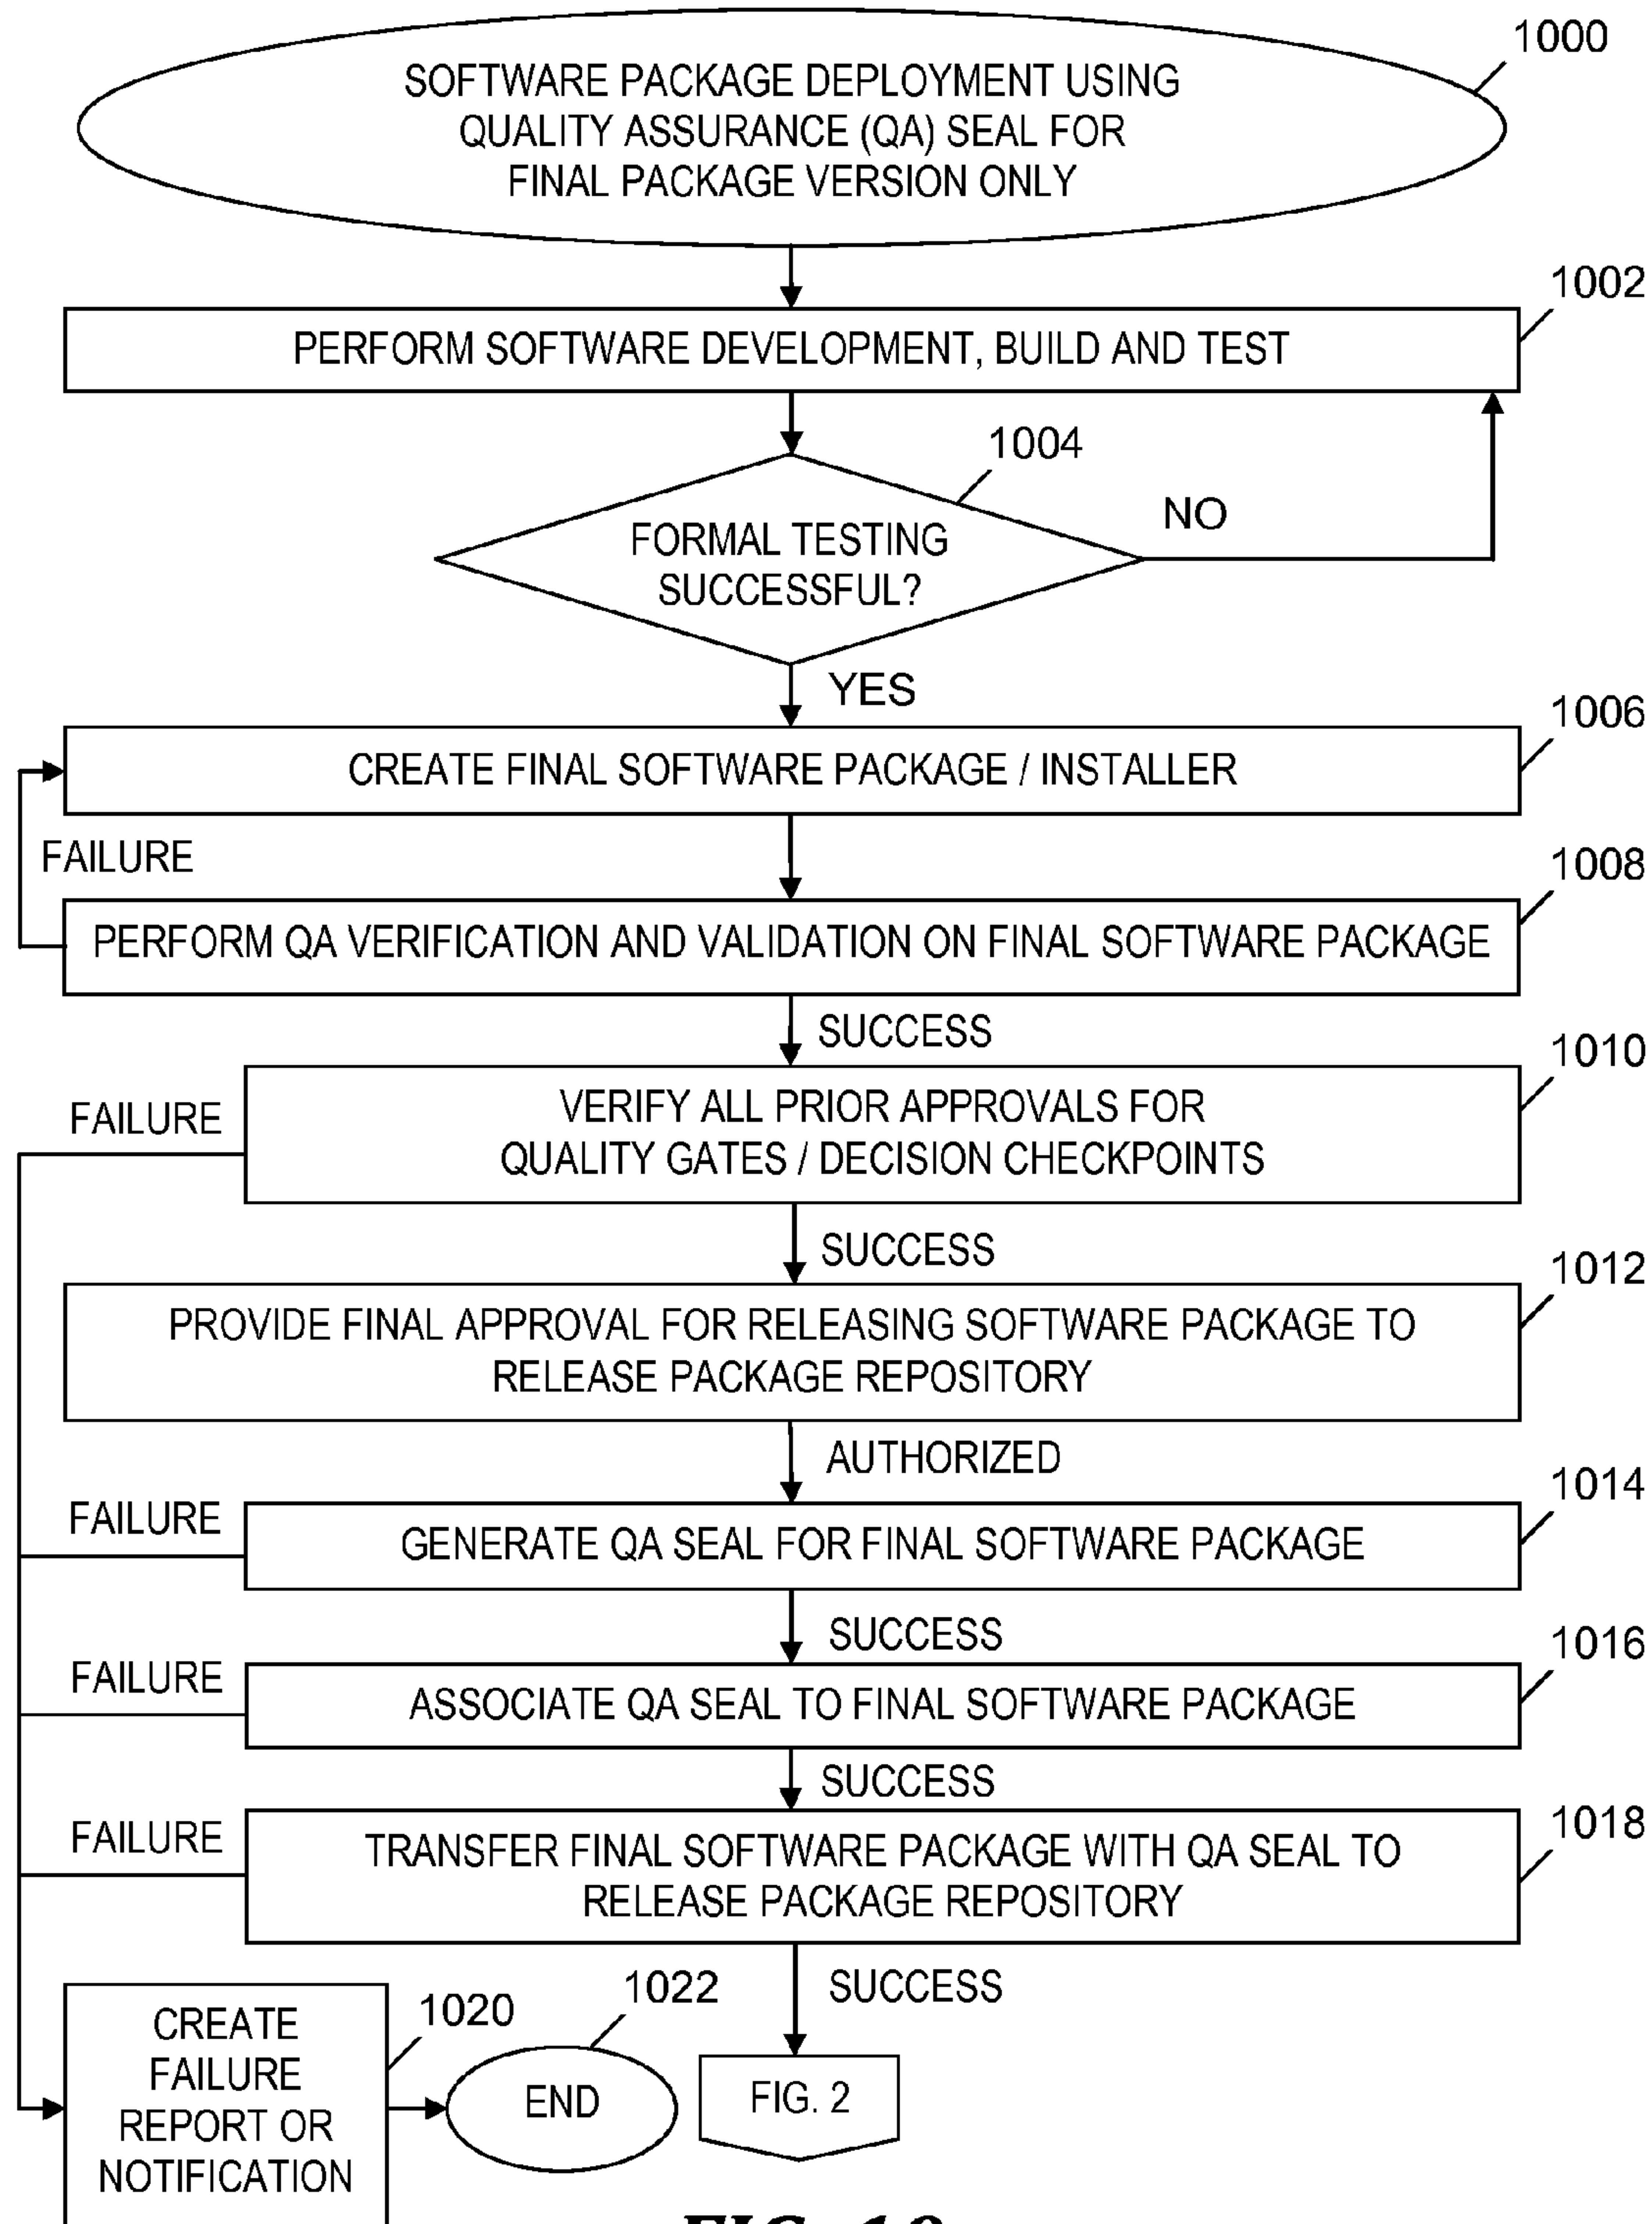 1000
SOFTWARE PACKAGE DEPLOYMENT USING
QUALITY ASSURANCE (QA) SEAL FOR
FINAL PACKAGE VERSION ONLY
1002
PERFORM SOFTWARE DEVELOPMENT, BUILD AND TEST
1004
FORMAL TESTING
SUCCESSFUL?
NO
YES
1006
CREATE FINAL SOFTWARE PACKAGE / INSTALLER
FAILURE
1008
PERFORM QA VERIFICATION AND VALIDATION ON FINAL SOFTWARE PACKAGE
SUCCESS
1010
FAILURE
VERIFY ALL PRIOR APPROVALS FOR
QUALITY GATES / DECISION CHECKPOINTS
SUCCESS
1012
PROVIDE FINAL APPROVAL FOR RELEASING SOFTWARE PACKAGE TO
RELEASE PACKAGE REPOSITORY
AUTHORIZED
1014
FAILURE
GENERATE QA SEAL FOR FINAL SOFTWARE PACKAGE
SUCCESS
1016
FAILURE
ASSOCIATE QA SEAL TO FINAL SOFTWARE PACKAGE
SUCCESS
1018
FAILURE
TRANSFER FINAL SOFTWARE PACKAGE WITH QA SEAL TO
RELEASE PACKAGE REPOSITORY
SUCCESS
1020
CREATE
FAILURE
REPORT OR
NOTIFICATION
1022
END
FIG. 2